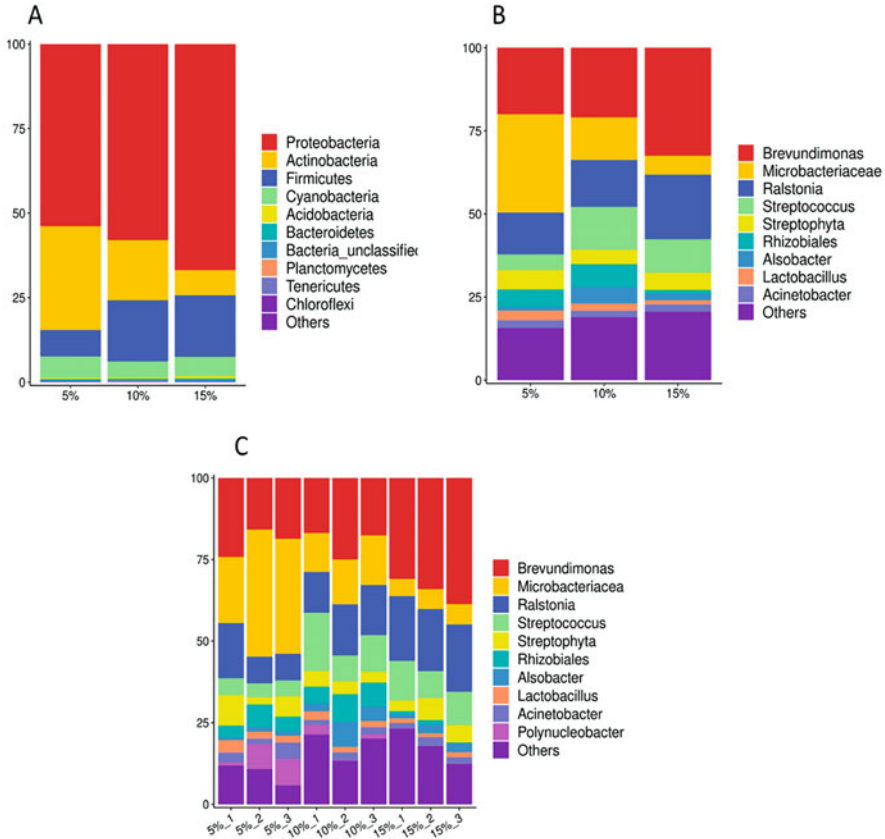 A
100
75
50
25
0
5% 10% 15%
Proteobacteria
Actinobacteria
Firmicutes
Cyanobacteria
Acidobacteria
Bacteroidetes
Bacteria_unclassified
Planctomycetes
Tenericutes
Chloroflexi
Others
B
100
75
50
25
0
5% 10% 15%
Brevundimonas
Microbacteriaceae
Ralstonia
Streptococcus
Streptophyta
Rhizobiales
Alsobacter
Lactobacillus
Acinetobacter
Others
C
100
75
50
25
0
5%_1 5%_2 5%_3 10%_1 10%_2 10%_3 15%_1 15%_2 15%_3
Brevundimonas
Microbacteriacea
Ralstonia
Streptococcus
Streptophyta
Rhizobiales
Alsobacter
Lactobacillus
Acinetobacter
Polynucleobacter
Others